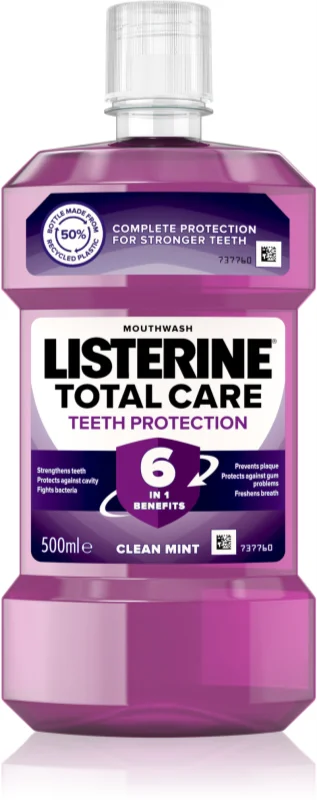 BOTTLE MADE FROM
50%
RECYCLED PLASTIC
COMPLETE PROTECTION
FOR STRONGER TEETH
737760
MOUTHWASH
LISTERINE®
TOTAL CARE
TEETH PROTECTION
Strengthens teeth
Protects against cavity
Fights bacteria
6
IN 1
BENEFITS
Prevents plaque
Protects against gum
problems
Freshens breath
500ml e
CLEAN MINT
737760